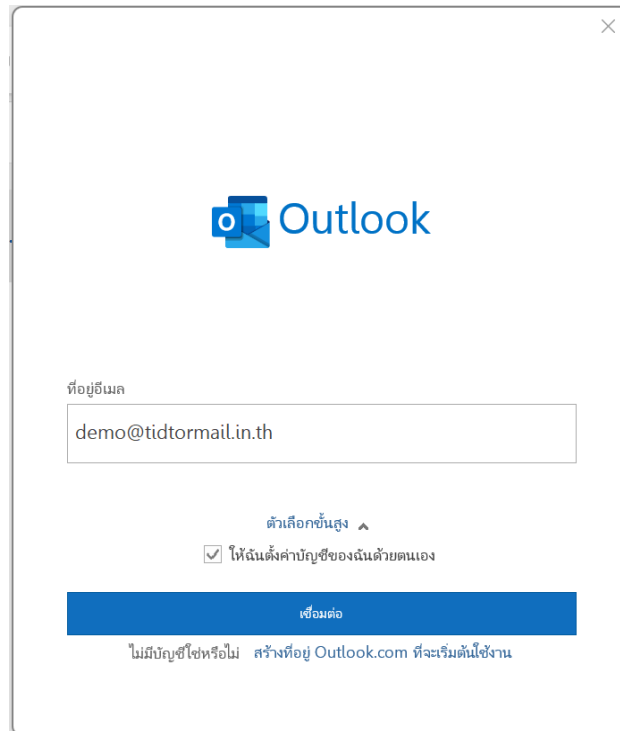 Outlook
ที่อยู่อีเมล
demo@tidtormail.in.th
ตัวเลือกขั้นสูง
ให้ฉันตั้งค่าบัญชีของฉันด้วยตนเอง
เชื่อมต่อ
ไม่มีบัญชีใช่หรือไม่ สร้างที่อยู่ Outlook.com ที่จะเริ่มต้นใช้งาน